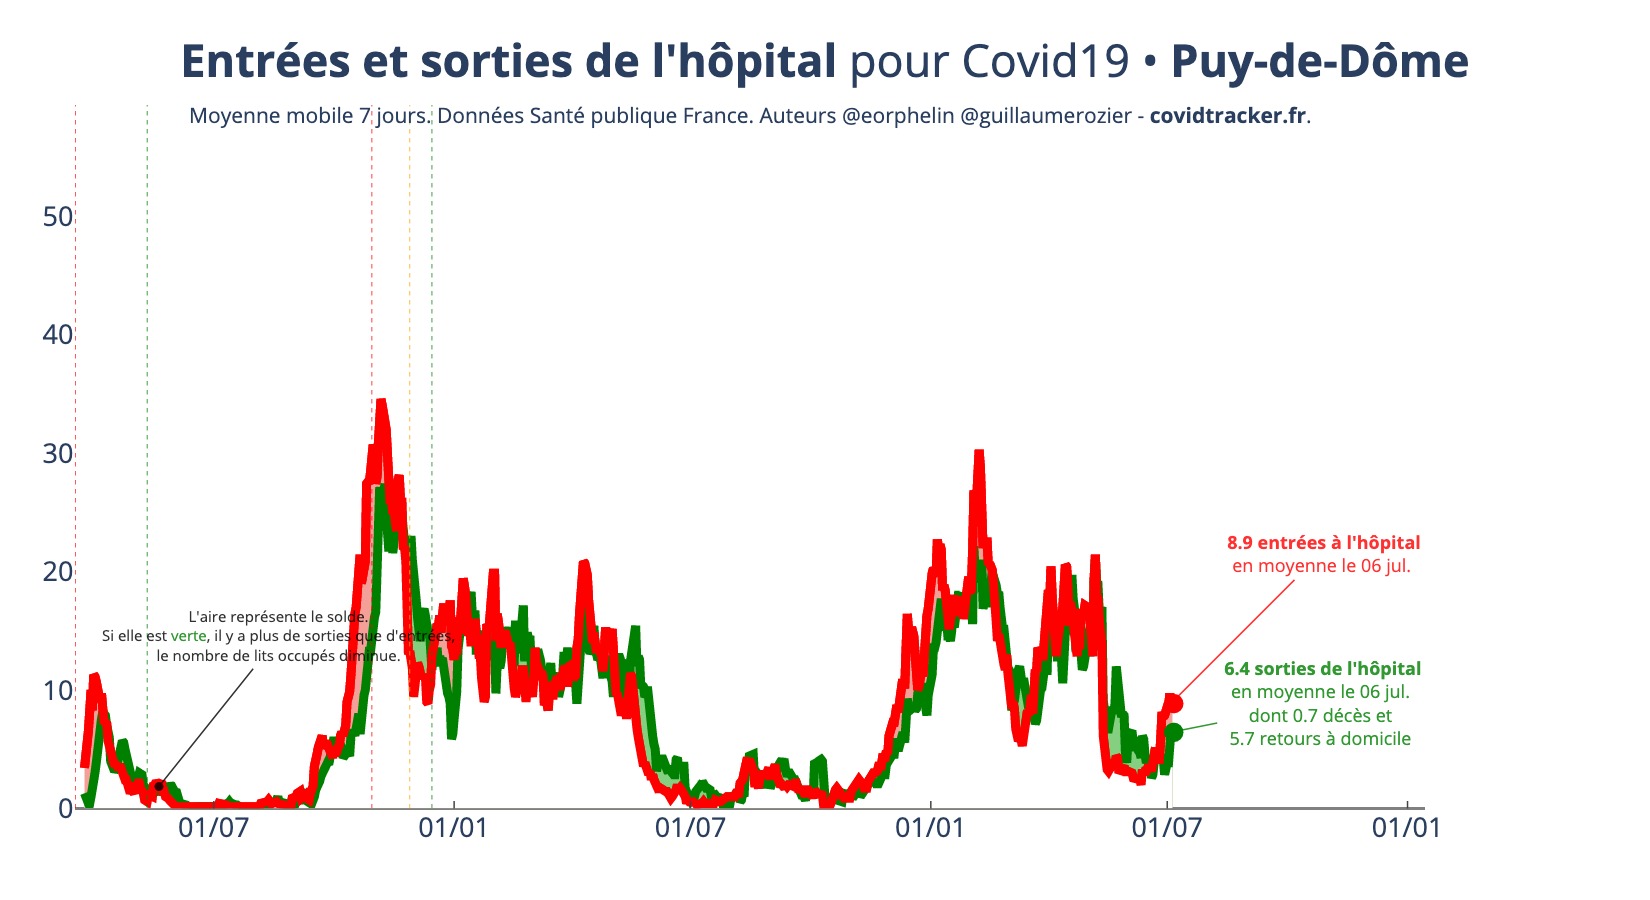 Entrées et sorties de l'hôpital pour Covid19 • Puy-de-Dôme
Moyenne mobile 7 jours. Données Santé publique France. Auteurs @eorphelin @guillaumerozier - covidtracker.fr.
50
40
30
20
10
0
L'aire représente le solde.
Si elle est verte, il y a plus de sorties que d'entrées,
le nombre de lits occupés diminue.
8.9 entrées à l'hôpital
en moyenne le 06 jul.
6.4 sorties de l'hôpital
en moyenne le 06 jul.
dont 0.7 décès et
5.7 retours à domicile
01/07
01/01
01/07
01/01
01/07
01/01